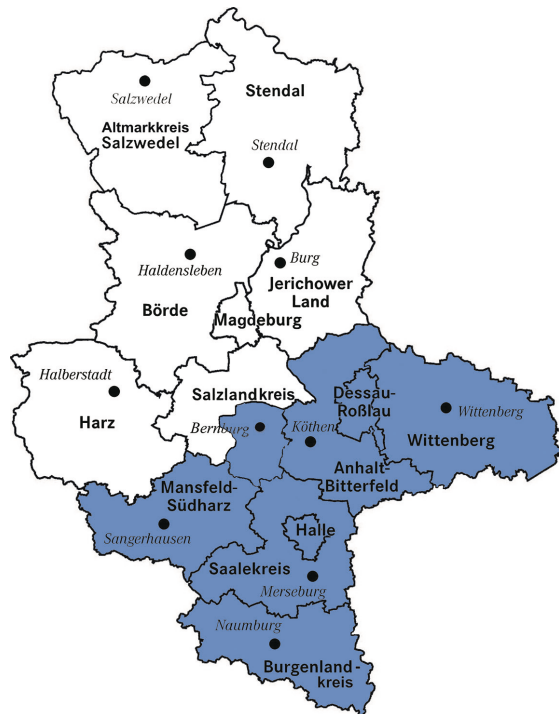 Stendal
Salzwedel
Altmarkkreis
Salzwedel
Stendal
Haldensleben
Burg
Jerichower
Land
Börde
Magdeburg
Halberstadt
Salzlandkreis
Dessau-
Roßlau
Wittenberg
Harz
Bernburg
Köthen
Wittenberg
Anhalt-
Bitterfeld
Mansfeld-
Südharz
Sangerhausen
Halle
Saalekreis
Merseburg
Naumburg
Burgenland-
kreis